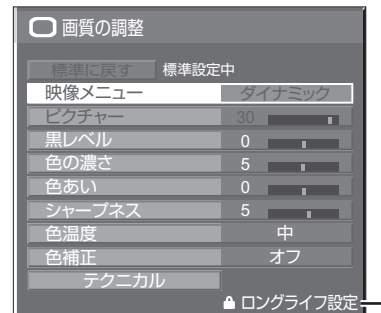 画質の調整
標準に戻す 標準設定中
映像メニュー ダイナミック
ピクチャー 30
黒レベル 0
色の濃さ 5
色あい 0
シャープネス 5
色温度 中
色補正 オフ
テクニカル
ロングライフ設定